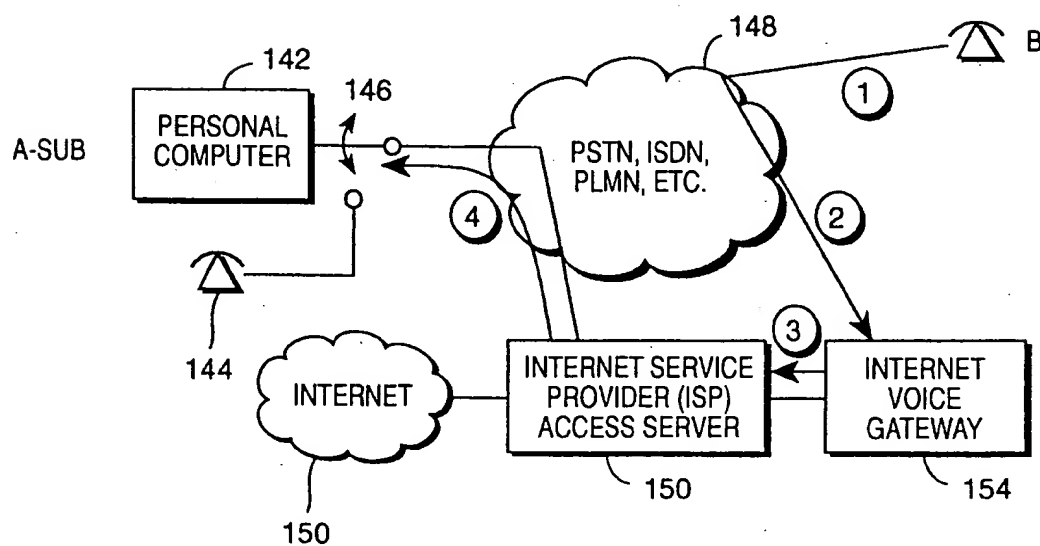 148
B
142
146
1
PERSONAL
COMPUTER
A-SUB
PSTN, ISDN,
PLMN, ETC.
4
2
144
3
INTERNET
INTERNET SERVICE
PROVIDER (ISP)
ACCESS SERVER
INTERNET
VOICE
GATEWAY
150
150
154